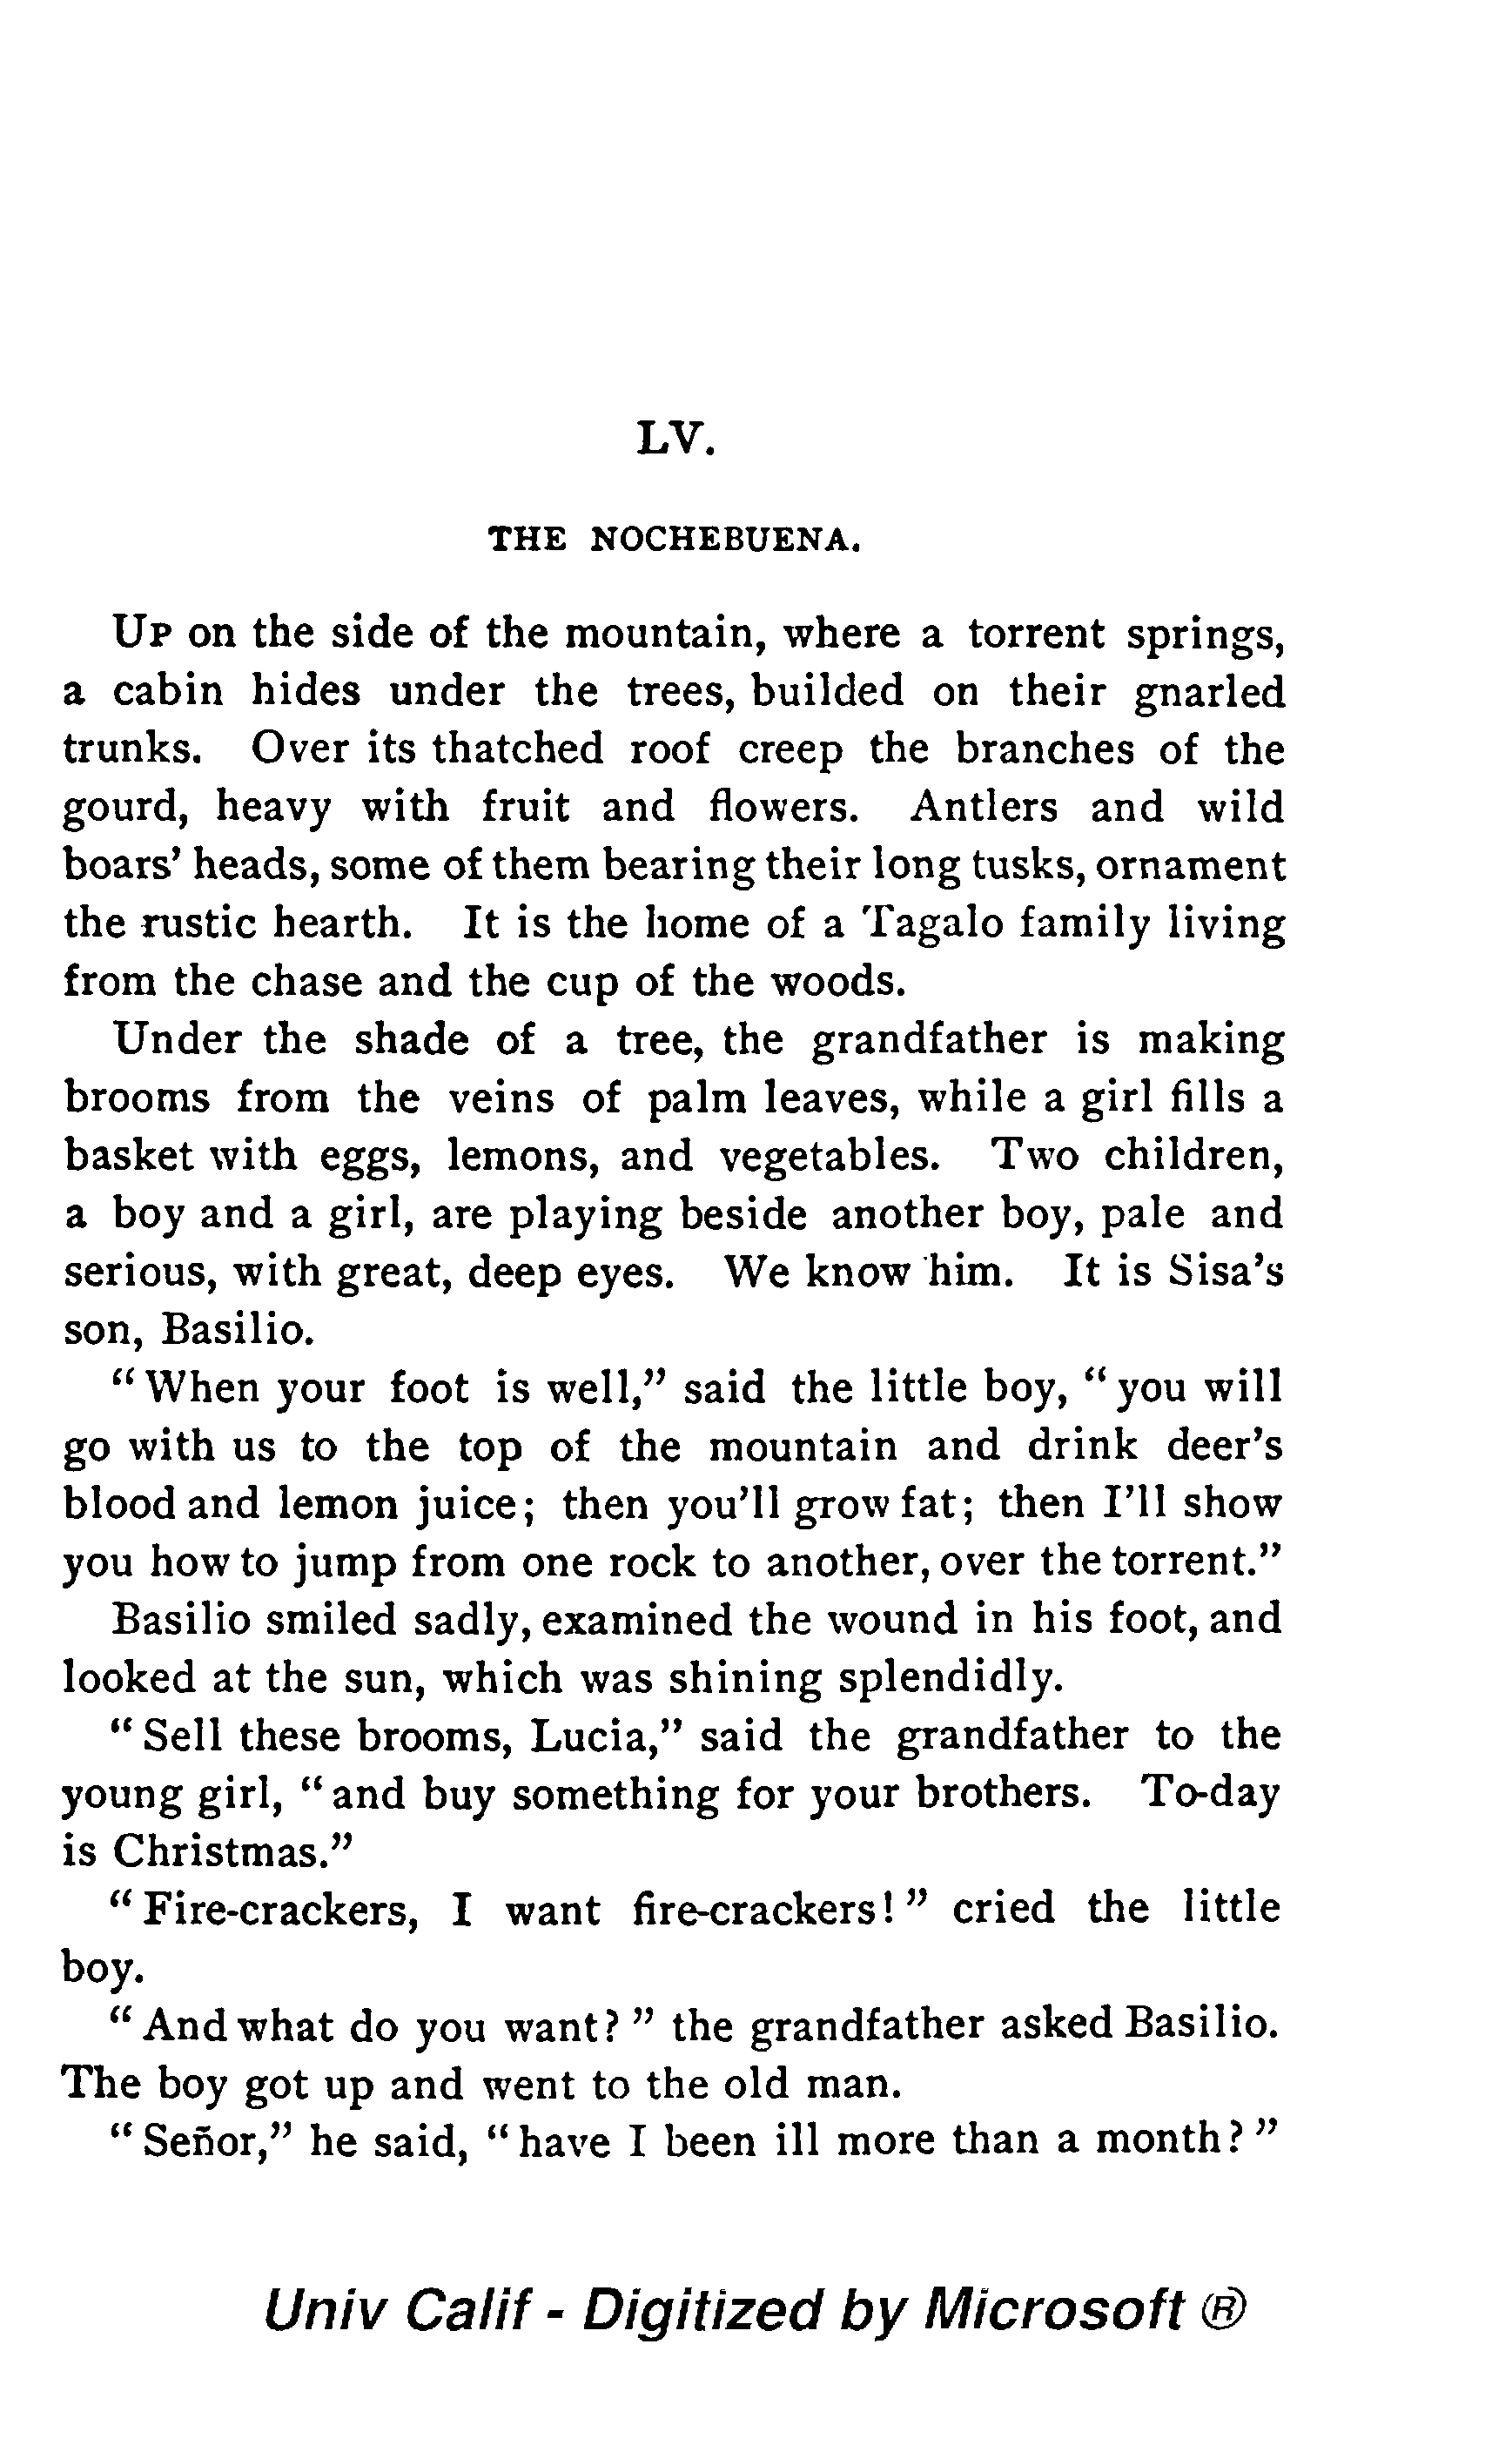 LV.
THE NOCHEBUENA.
Up on the side of the mountain, where a torrent springs,
a cabin hides under the trees, builded on their gnarled
trunks. Over its thatched roof creep the branches of the
gourd, heavy with fruit and flowers. Antlers and wild
boars' heads, some of them bearing their long tusks, ornament
the rustic hearth. It is the home of a Tagalo family living
from the chase and the cup of the woods.
Under the shade of a tree, the grandfather is making
brooms from the veins of palm leaves, while a girl fills a
basket with eggs, lemons, and vegetables. Two children,
a boy and a girl, are playing beside another boy, pale and
serious, with great, deep eyes. We know him. It is Sisa's
son, Basilio.
"When your foot is well," said the little boy, "you will
go with us to the top of the mountain and drink deer's
blood and lemon juice; then you'll grow fat; then I'll show
you how to jump from one rock to another, over the torrent."
Basilio smiled sadly, examined the wound in his foot, and
looked at the sun, which was shining splendidly.
"Sell these brooms, Lucia," said the grandfather to the
young girl, "and buy something for your brothers. To-day
is Christmas."
"Fire-crackers, I want fire-crackers!" cried the little
boy.
"And what do you want?" the grandfather asked Basilio.
The boy got up and went to the old man.
"Señor," he said, "have I been ill more than a month?"
Univ Calif - Digitized by Microsoft ®